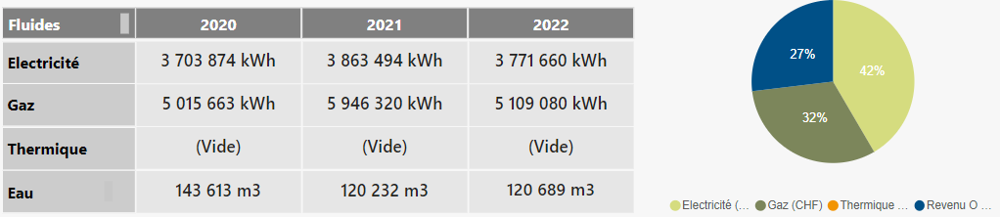 Fluides 2020 2021 2022
Electricité 3 703 874 kWh 3 863 494 kWh 3 771 660 kWh
Gaz 5 015 663 kWh 5 946 320 kWh 5 109 080 kWh
Thermique (Vide) (Vide) (Vide)
Eau 143 613 m3 120 232 m3 120 689 m3
27%
42%
32%
Electricité (… Gaz (CHF) Thermique … Revenu O …